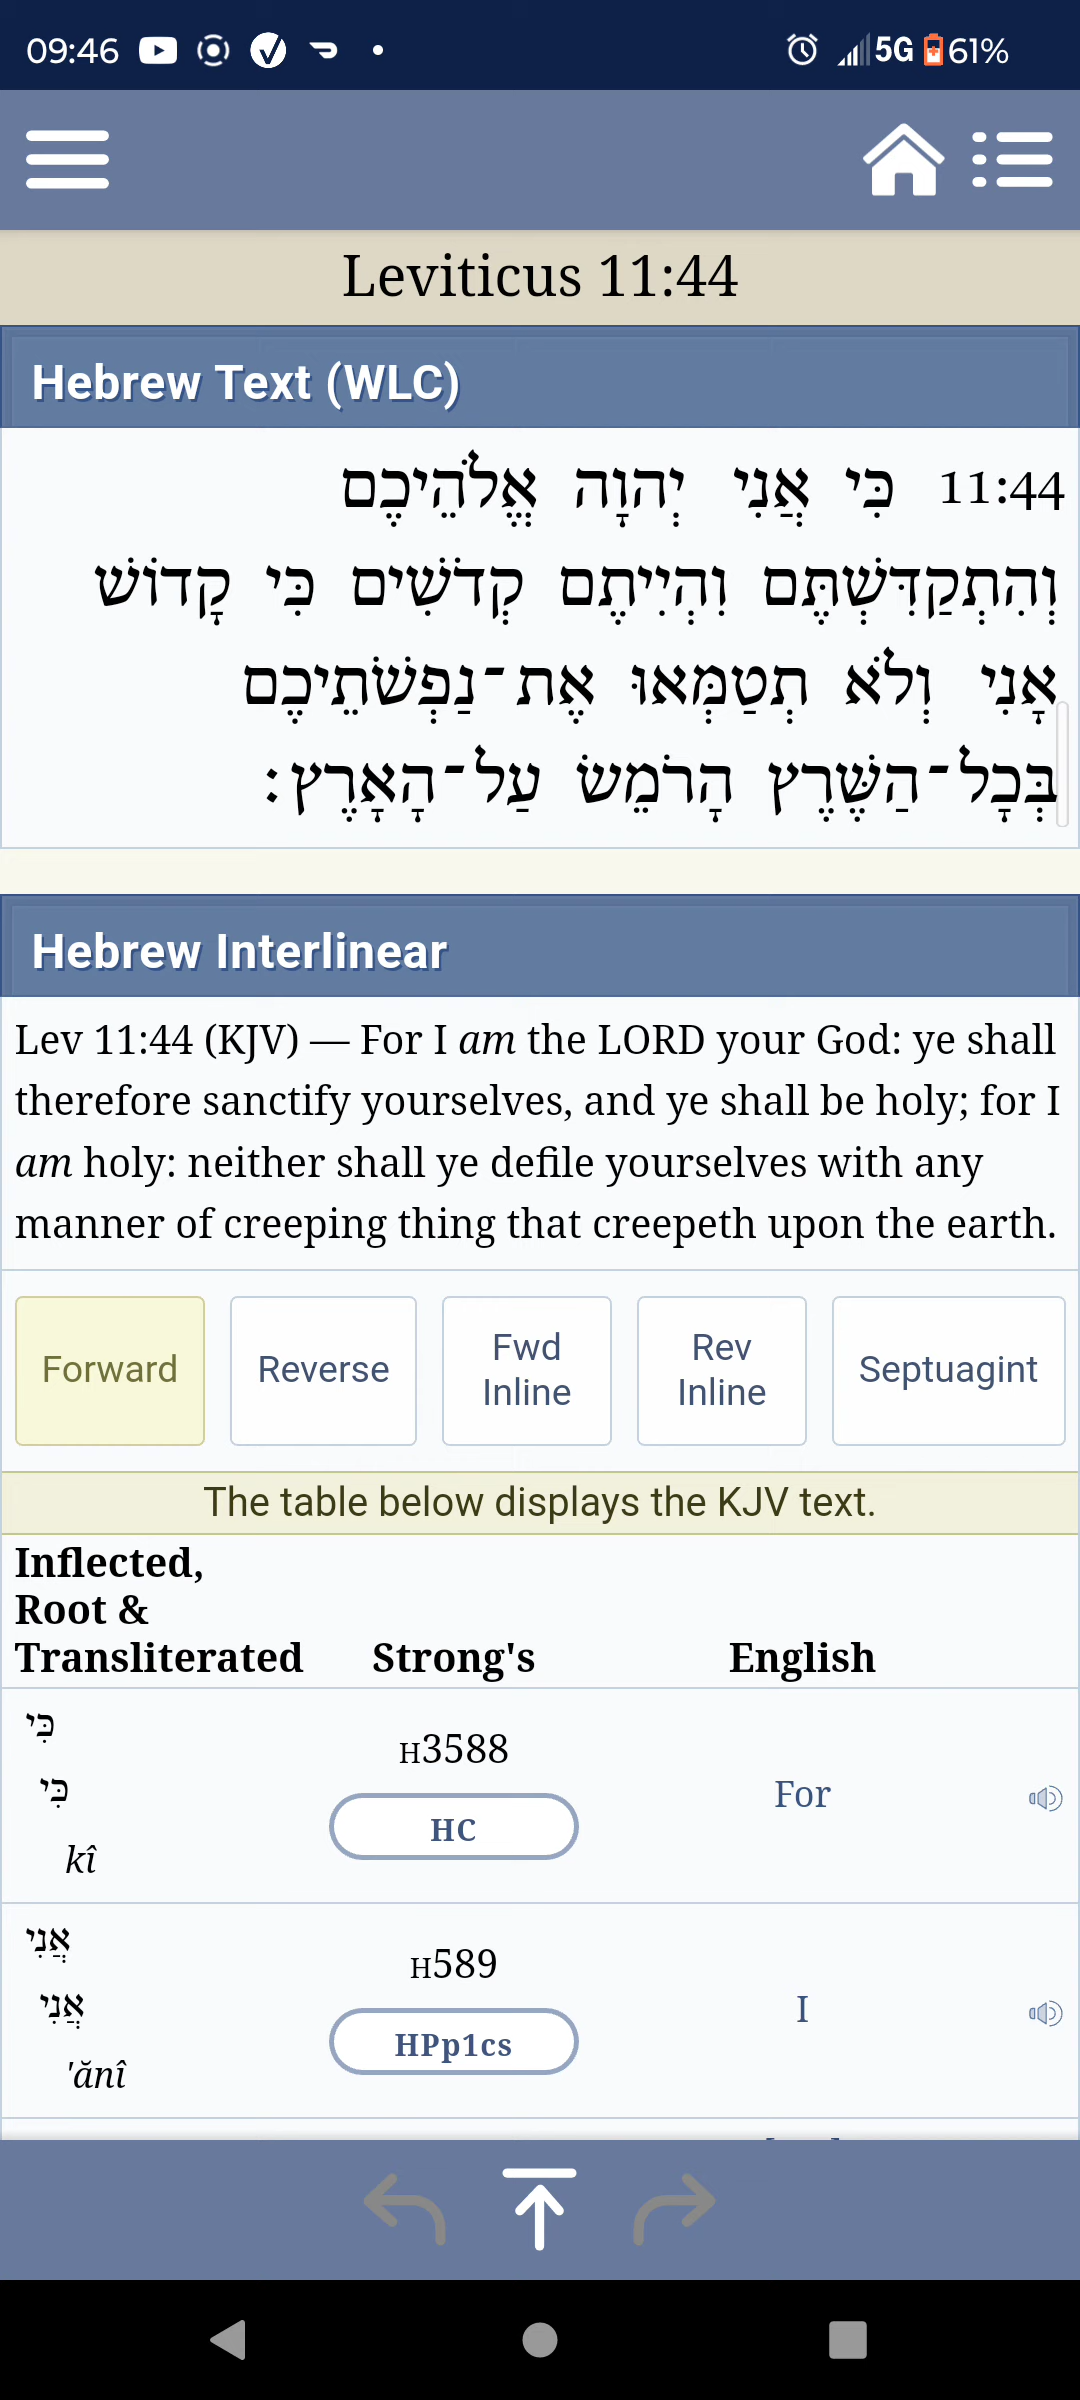 09:46 5G 61%
Leviticus 11:44
Hebrew Text (WLC)
11:44 כִּי אֲנִי יְהוָה אֱלֹהֵיכֶם
וְהִתְקַדִּשְׁתֶּם וִהְיִיתֶם קְדֹשִׁים כִּי קָדוֹשׁ
אָנִי וְלֹא תְטַמְּאוּ אֶת־נַפְשֹׁתֵיכֶם
בְּכָל־הַשֶּׁרֶץ הָרֹמֵשׂ עַל־הָאָרֶץ׃
Hebrew Interlinear
Lev 11:44 (KJV) — For I am the LORD your God: ye shall
therefore sanctify yourselves, and ye shall be holy; for I
am holy: neither shall ye defile yourselves with any
manner of creeping thing that creepeth upon the earth.
Forward Reverse Fwd Inline Rev Inline Septuagint
The table below displays the KJV text.
Inflected,
Root &
Transliterated Strong's English
כִּי
כִּי
kî
H3588
HC
For
אֲנִי
אֲנִי
'ănî
H589
HPp1cs
I